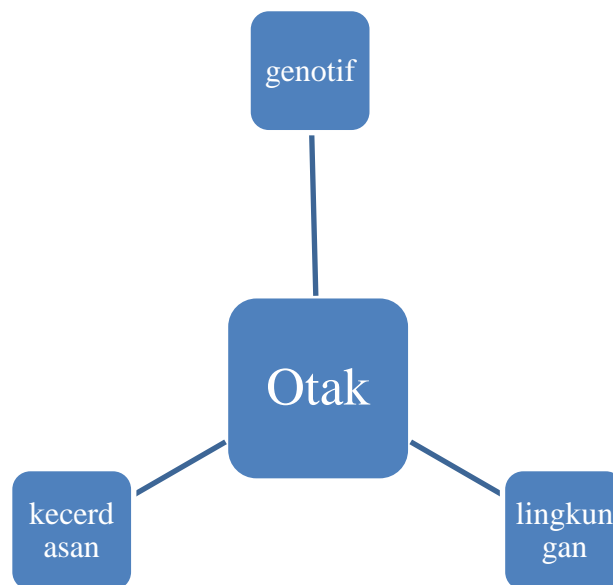 genotif
Otak
kecerd
asan
lingkun
gan